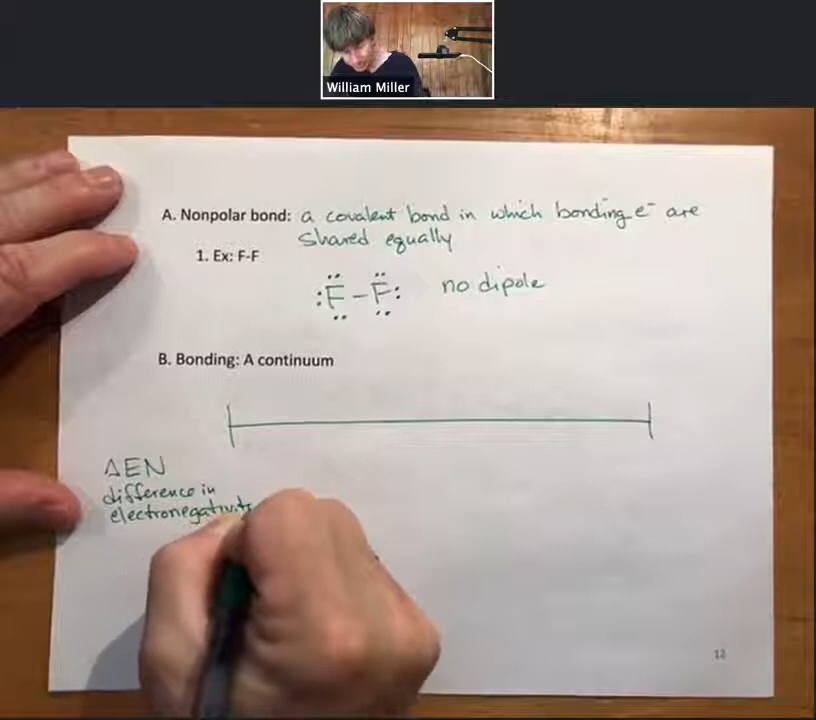 William Miller
A. Nonpolar bond: a covalent bond in which bonding e⁻ are
shared equally
1. Ex: F-F
:F̤̈ – F̤̈: no dipole
B. Bonding: A continuum
ΔEN
difference in
electronegativity
12